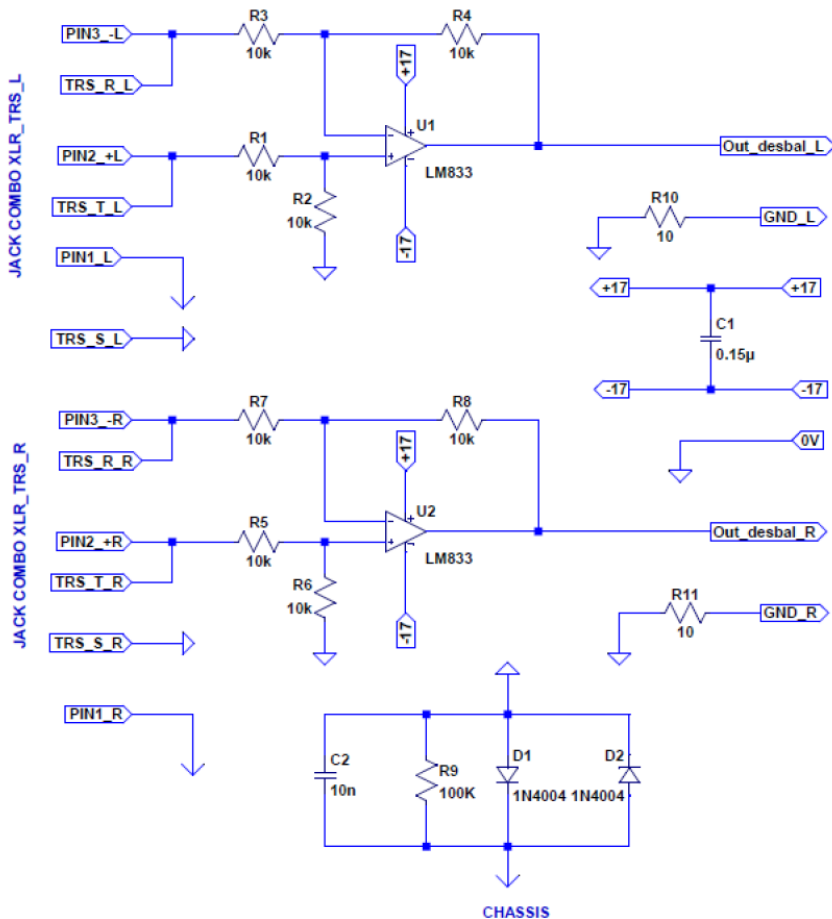 JACK COMBO XLR_TRS_L
PIN3_-L
TRS_R_L
R3
10k
R4
10k
+17
U1
LM833
-17
PIN2_+L
TRS_T_L
R1
10k
R2
10k
Out_desbal_L
PIN1_L
R10
10
GND_L
TRS_S_L
+17
+17
C1
0.15µ
-17
-17
JACK COMBO XLR_TRS_R
PIN3_-R
TRS_R_R
R7
10k
R8
10k
0V
+17
U2
LM833
-17
PIN2_+R
TRS_T_R
R5
10k
R6
10k
Out_desbal_R
TRS_S_R
R11
10
GND_R
PIN1_R
C2
10n
R9
100K
D1
1N4004
D2
1N4004
CHASSIS